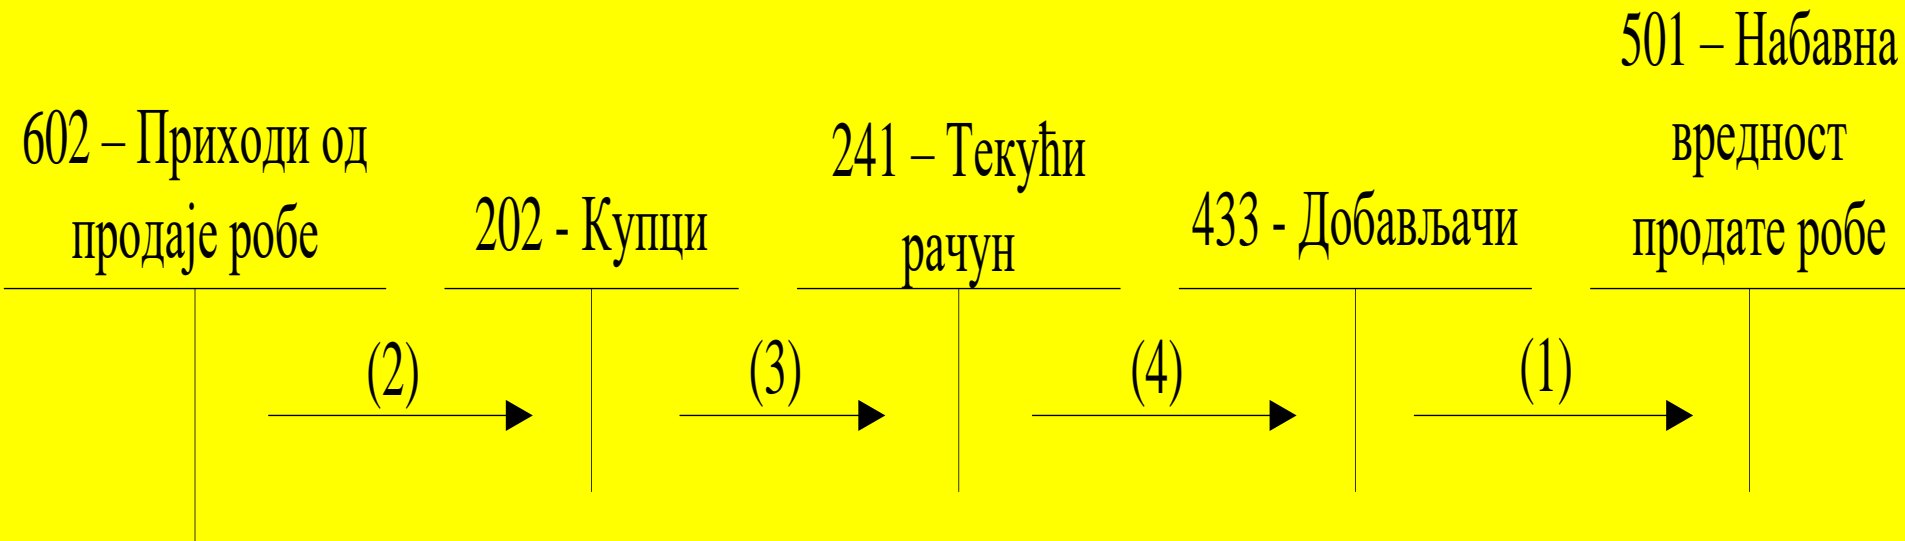 602 – Приходи од
продаје робе
202 - Купци
241 – Текући
рачун
433 - Добављачи
501 – Набавна
вредност
продате робе
(2)
(3)
(4)
(1)